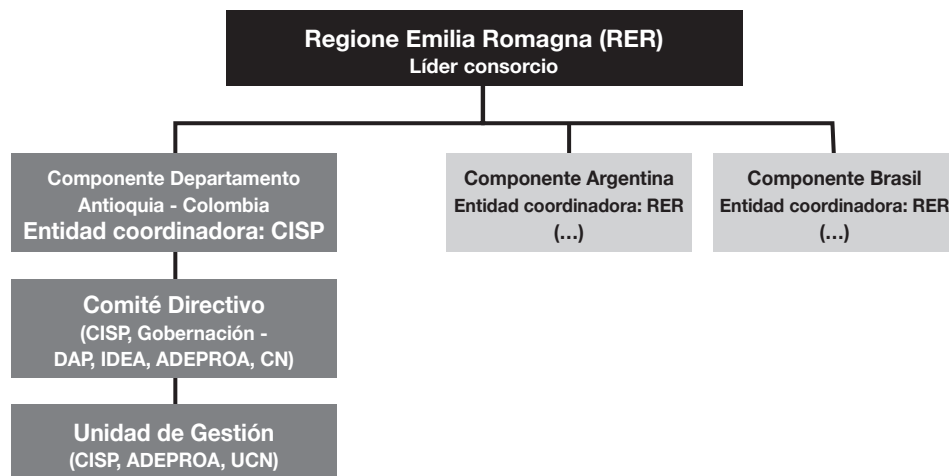 Regione Emilia Romagna (RER)
Líder consorcio
Componente Departamento
Antioquia - Colombia
Entidad coordinadora: CISP
Componente Argentina
Entidad coordinadora: RER
(...)
Componente Brasil
Entidad coordinadora: RER
(...)
Comité Directivo
(CISP, Gobernación -
DAP, IDEA, ADEPROA, CN)
Unidad de Gestión
(CISP, ADEPROA, UCN)